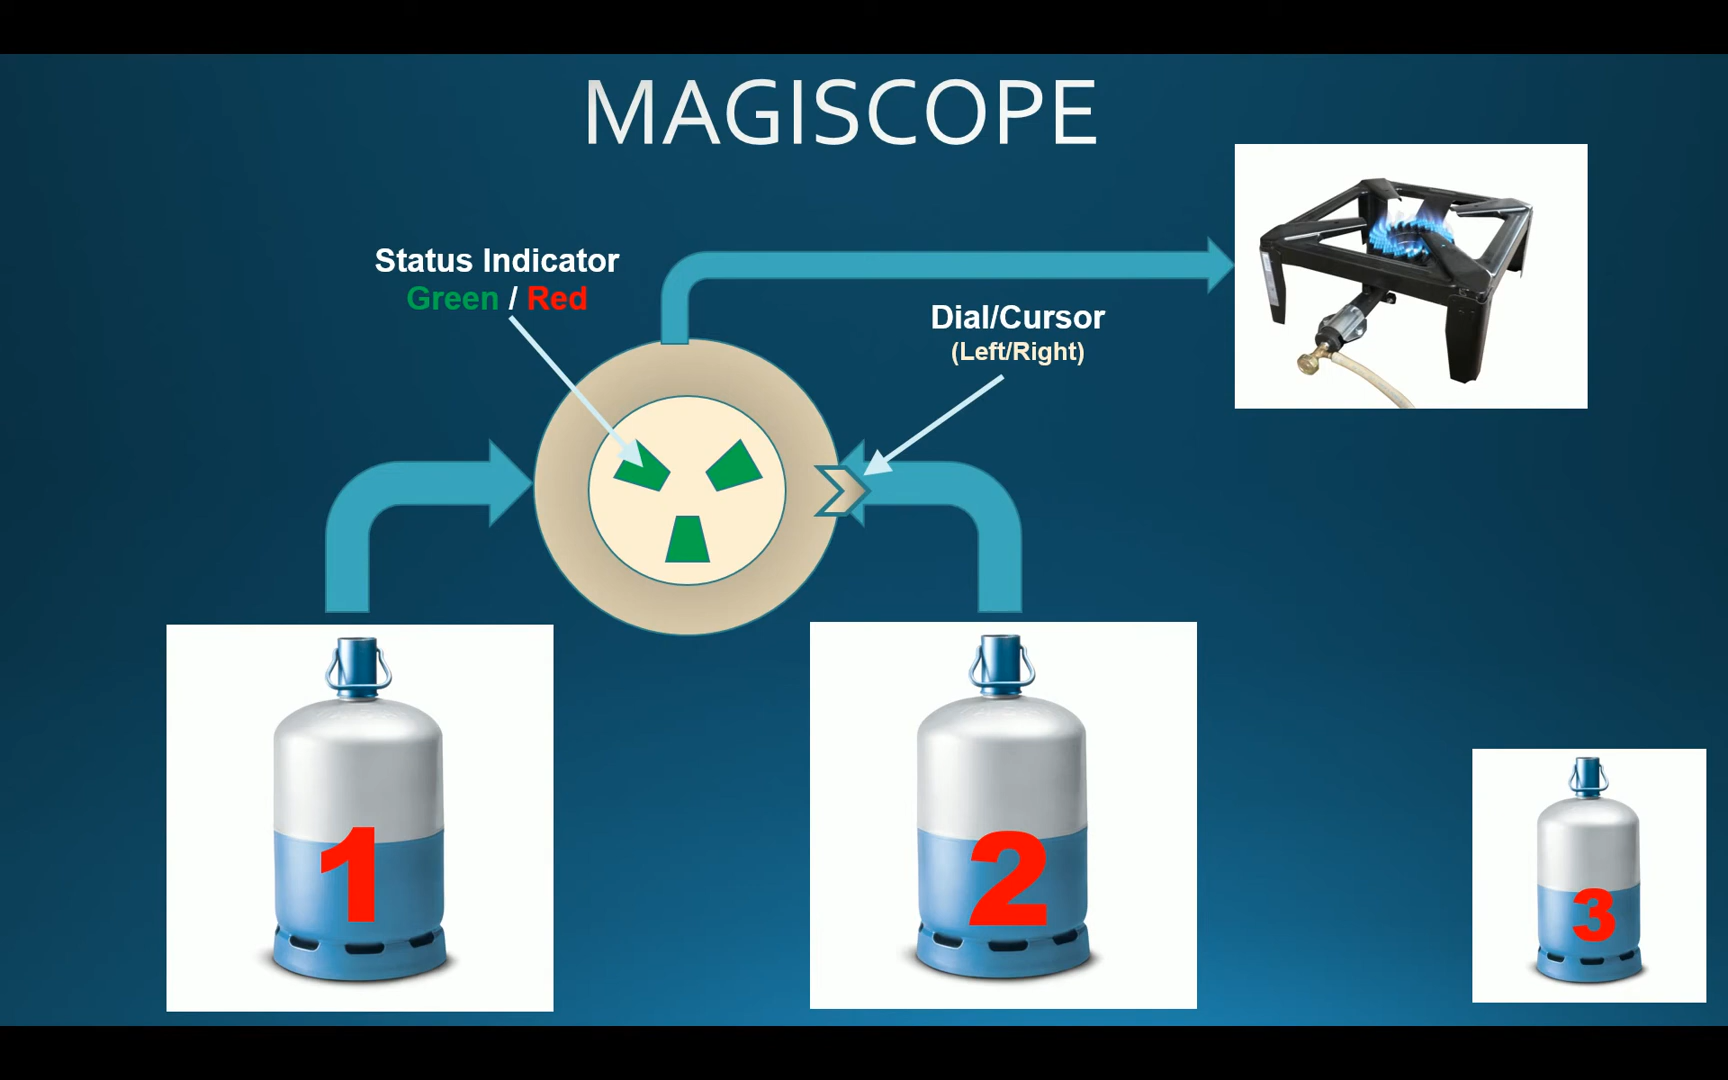 MAGISCOPE
Status Indicator
Green / Red
Dial/Cursor
(Left/Right)
1
2
3